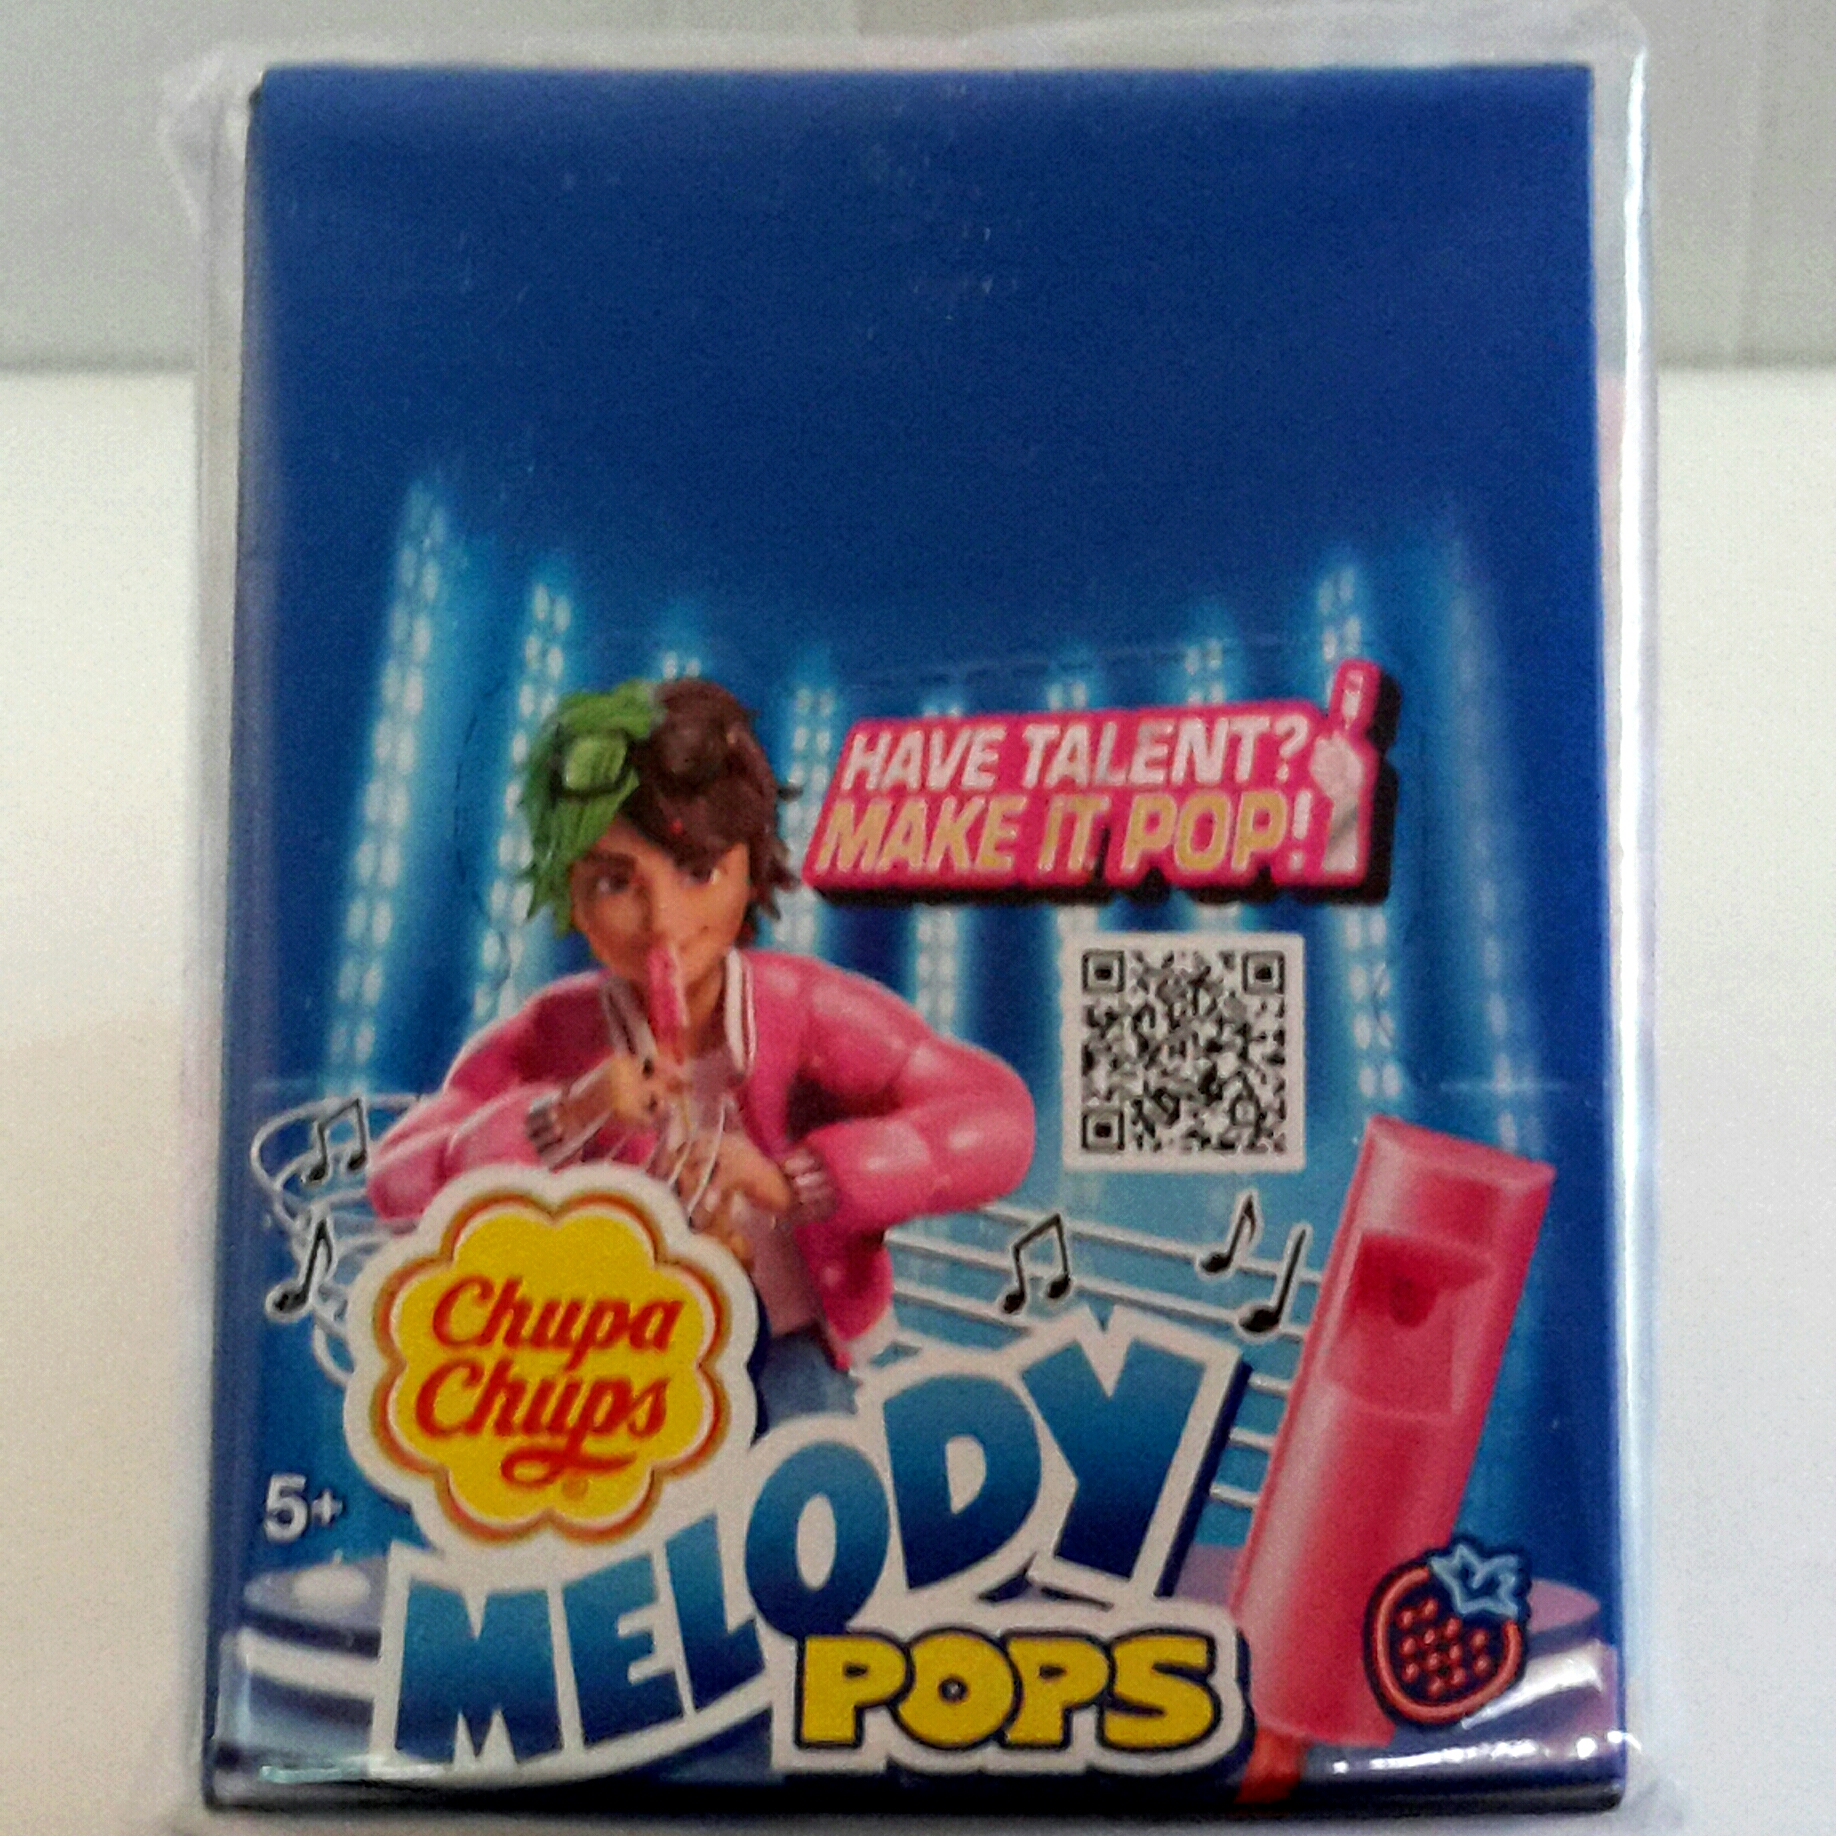 HAVE TALENT?
MAKE IT POP!
Chupa
Chups
5+
MELODY
POPS